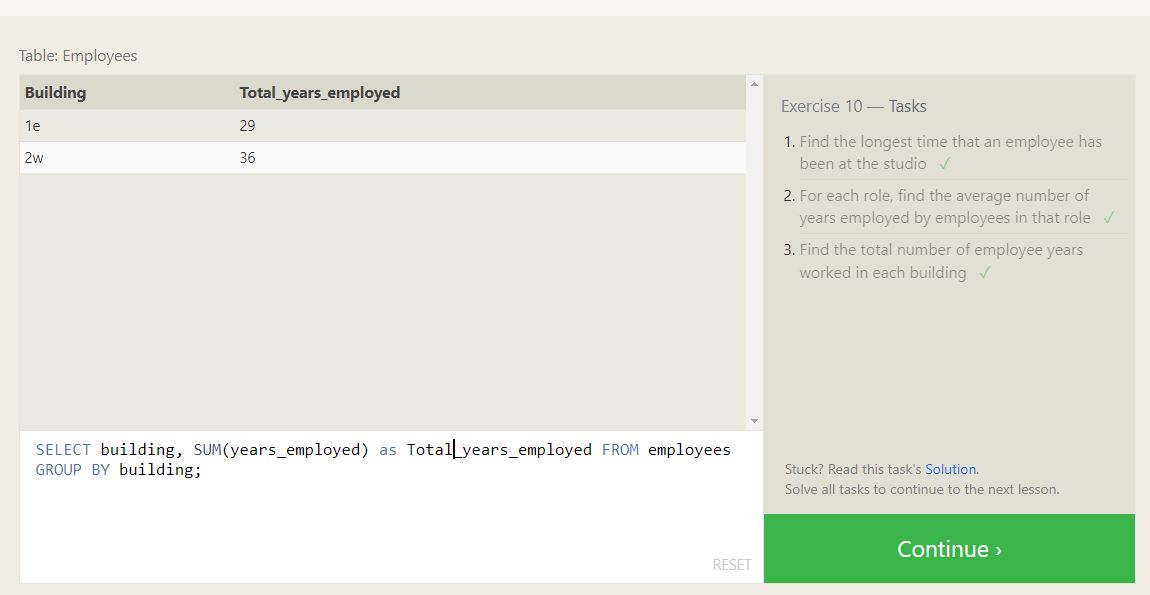 Table: Employees
Building Total_years_employed
1e 29
2w 36
SELECT building, SUM(years_employed) as Total_years_employed FROM employees
GROUP BY building;
RESET
Exercise 10 — Tasks
1. Find the longest time that an employee has
been at the studio ✓
2. For each role, find the average number of
years employed by employees in that role ✓
3. Find the total number of employee years
worked in each building ✓
Stuck? Read this task's Solution.
Solve all tasks to continue to the next lesson.
Continue ›